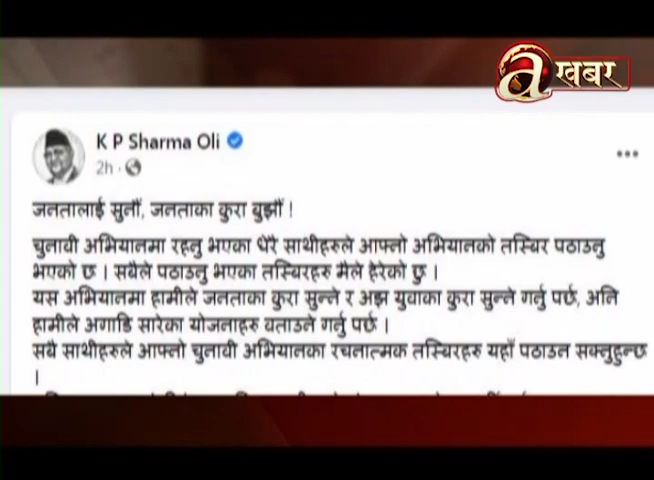 a खबर
K P Sharma Oli
2h
जनतालाई सुनौं, जनताका कुरा बुझौं !
चुनावी अभियानमा रहनु भएका धेरै साथीहरुले आफ्नो अभियानको तस्बिर पठाउनु
भएको छ । सबैले पठाउनु भएका तस्बिरहरु मैले हेरेको छु ।
यस अभियानमा हामीले जनताका कुरा सुन्ने र अझ युवाका कुरा सुन्ने गर्नु पर्छ, अनि
हामीले अगाडि सारेका योजनाहरु बताउने गर्नु पर्छ ।
सबै साथीहरुले आफ्नो चुनावी अभियानका रचनात्मक तस्बिरहरु यहाँ पठाउन सक्नुहुन्छ
।